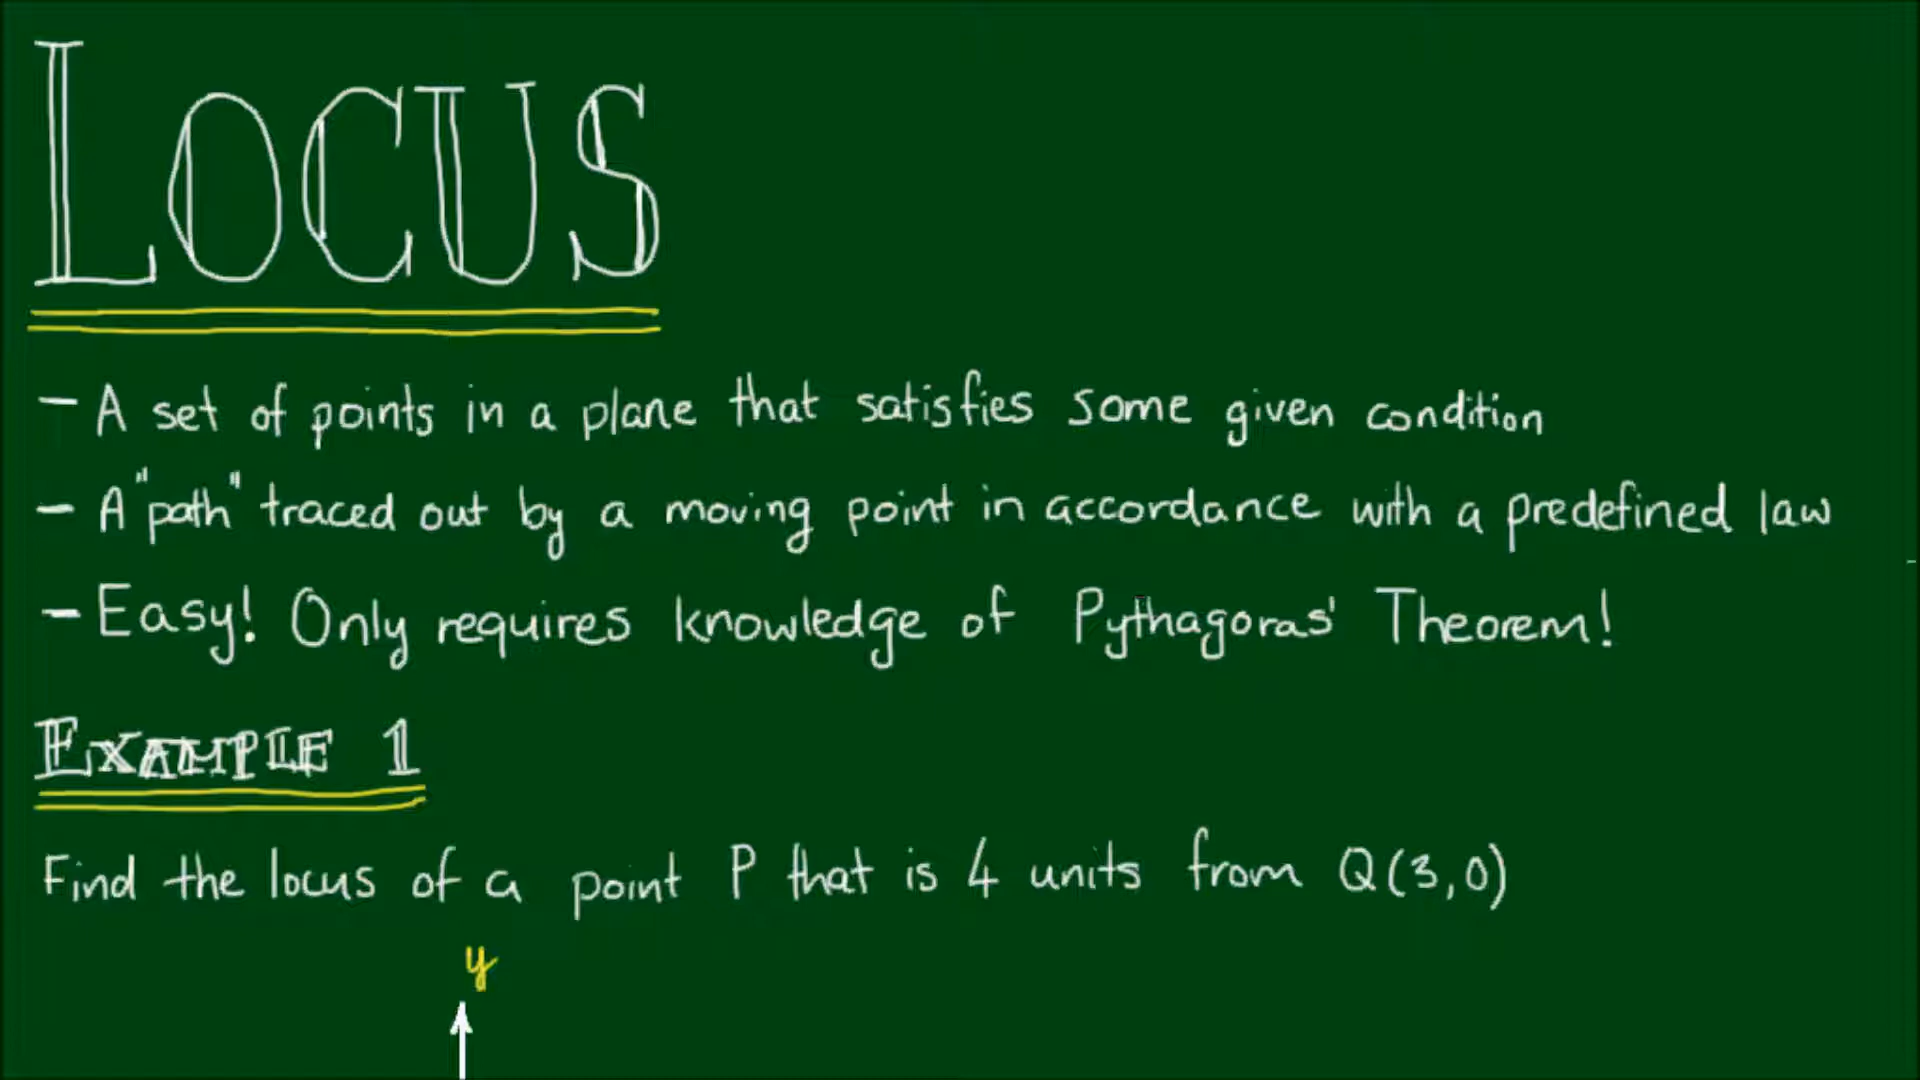 LOCUS
- A set of points in a plane that satisfies some given condition
- A "path" traced out by a moving point in accordance with a predefined law
- Easy! Only requires knowledge of Pythagoras' Theorem!
EXAMPLE 1
Find the locus of a point P that is 4 units from Q(3,0)
y